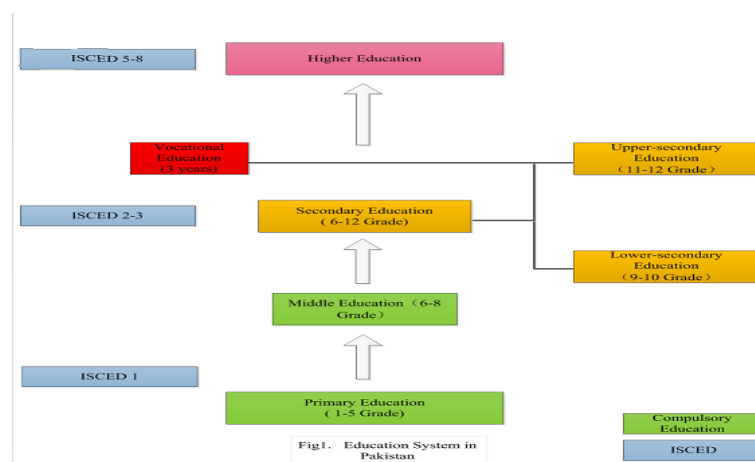 ISCED 5-8
Higher Education
Vocational
Education
(3 years)
Upper-secondary
Education
（11-12 Grade）
ISCED 2-3
Secondary Education
( 6-12 Grade)
Lower-secondary
Education
(9-10 Grade)
Middle Education（6-8
Grade）
ISCED 1
Primary Education
( 1-5 Grade)
Compulsory
Education
Fig1.   Education System in
Pakistan
ISCED